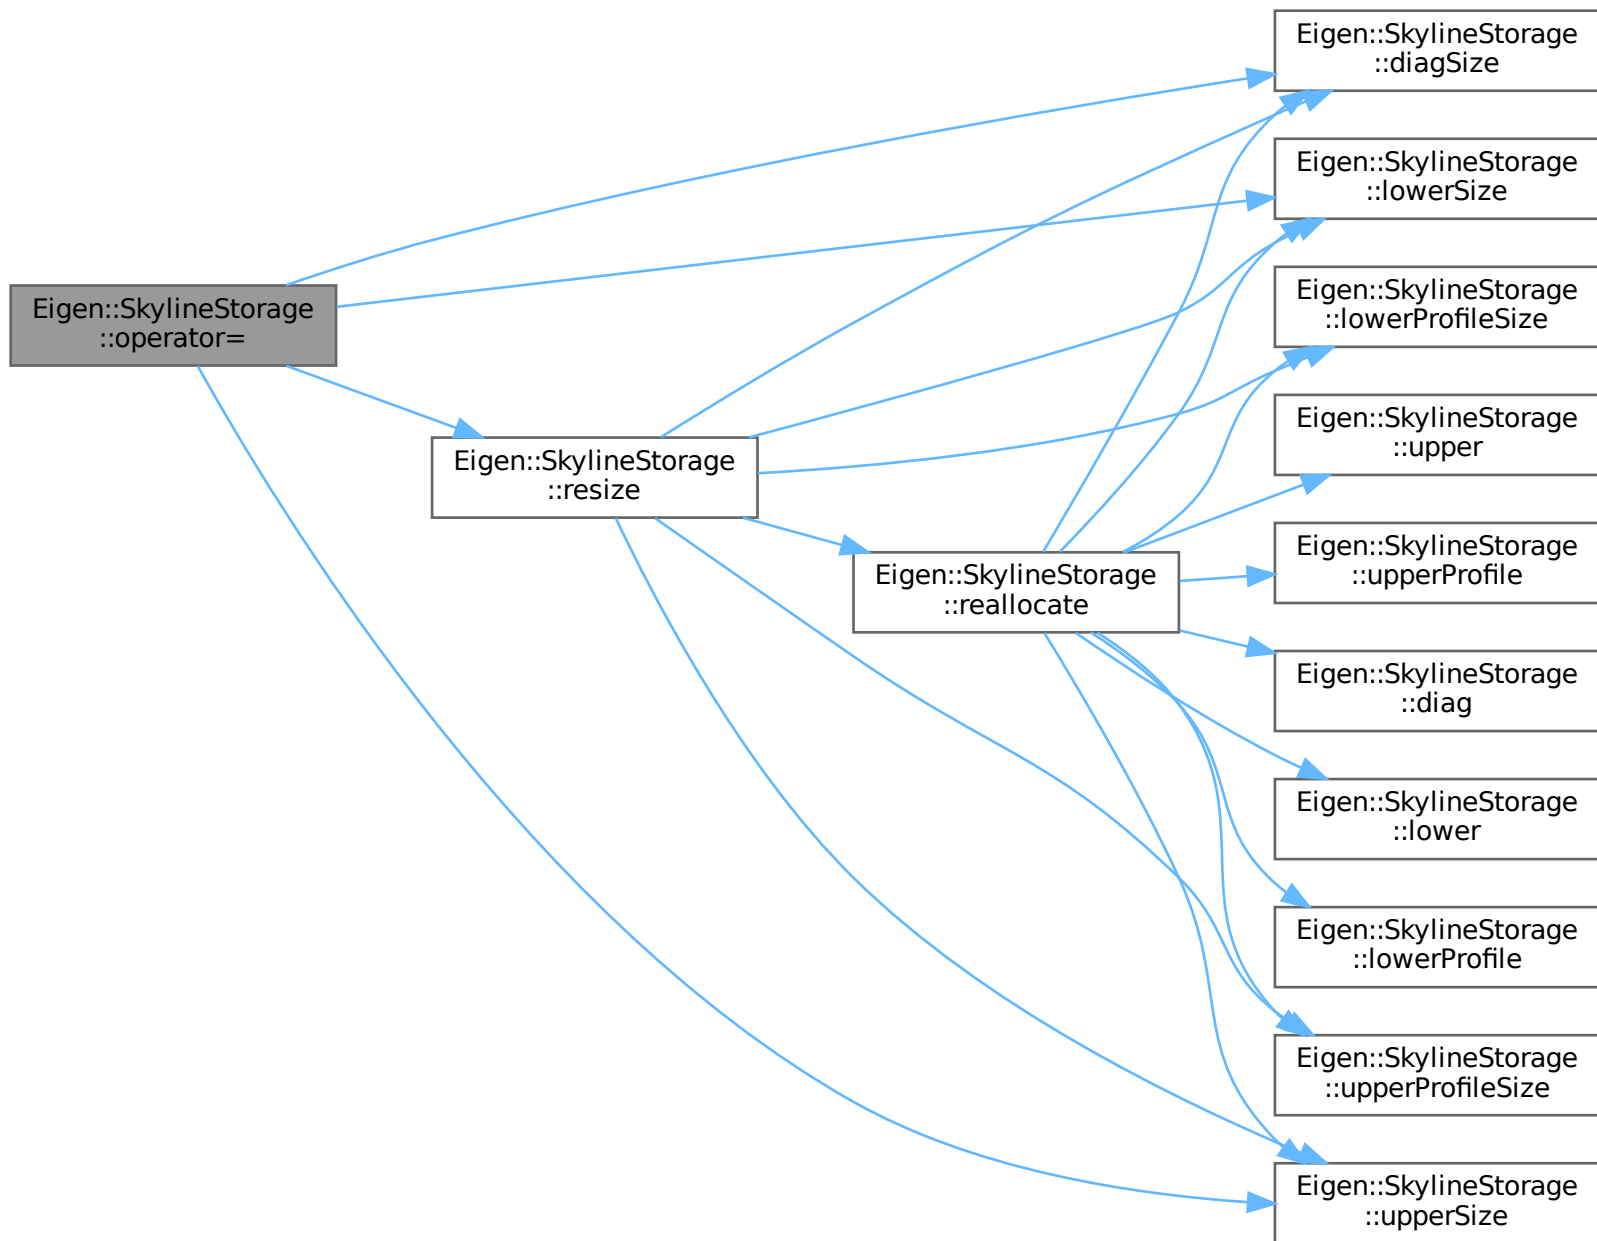 Eigen::SkylineStorage
::operator=
Eigen::SkylineStorage
::resize
Eigen::SkylineStorage
::reallocate
Eigen::SkylineStorage
::diagSize
Eigen::SkylineStorage
::lowerSize
Eigen::SkylineStorage
::lowerProfileSize
Eigen::SkylineStorage
::upper
Eigen::SkylineStorage
::upperProfile
Eigen::SkylineStorage
::diag
Eigen::SkylineStorage
::lower
Eigen::SkylineStorage
::lowerProfile
Eigen::SkylineStorage
::upperProfileSize
Eigen::SkylineStorage
::upperSize